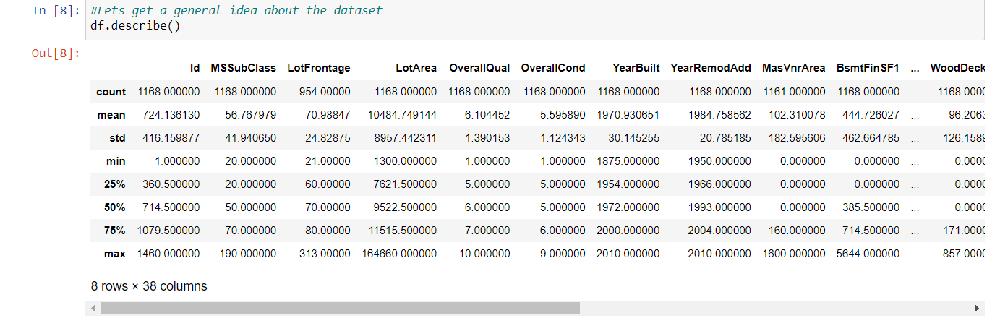 In [8]: #Lets get a general idea about the dataset
df.describe()
Out[8]:
Id MSSubClass LotFrontage LotArea OverallQual OverallCond YearBuilt YearRemodAdd MasVnrArea BsmtFinSF1 ... WoodDeck
count 1168.000000 1168.000000 954.00000 1168.000000 1168.000000 1168.000000 1168.000000 1168.000000 1161.000000 1168.000000 ... 1168.000
mean 724.136130 56.767979 70.98847 10484.749144 6.104452 5.595890 1970.930651 1984.758562 102.310078 444.726027 ... 96.206
std 416.159877 41.940650 24.82875 8957.442311 1.390153 1.124343 30.145255 20.785185 182.595606 462.664785 ... 126.158
min 1.000000 20.000000 21.00000 1300.000000 1.000000 1.000000 1875.000000 1950.000000 0.000000 0.000000 ... 0.000
25% 360.500000 20.000000 60.00000 7621.500000 5.000000 5.000000 1954.000000 1966.000000 0.000000 0.000000 ... 0.000
50% 714.500000 50.000000 70.00000 9522.500000 6.000000 5.000000 1972.000000 1993.000000 0.000000 385.500000 ... 0.000
75% 1079.500000 70.000000 80.00000 11515.500000 7.000000 6.000000 2000.000000 2004.000000 160.000000 714.500000 ... 171.000
max 1460.000000 190.000000 313.00000 164660.000000 10.000000 9.000000 2010.000000 2010.000000 1600.000000 5644.000000 ... 857.000
8 rows × 38 columns